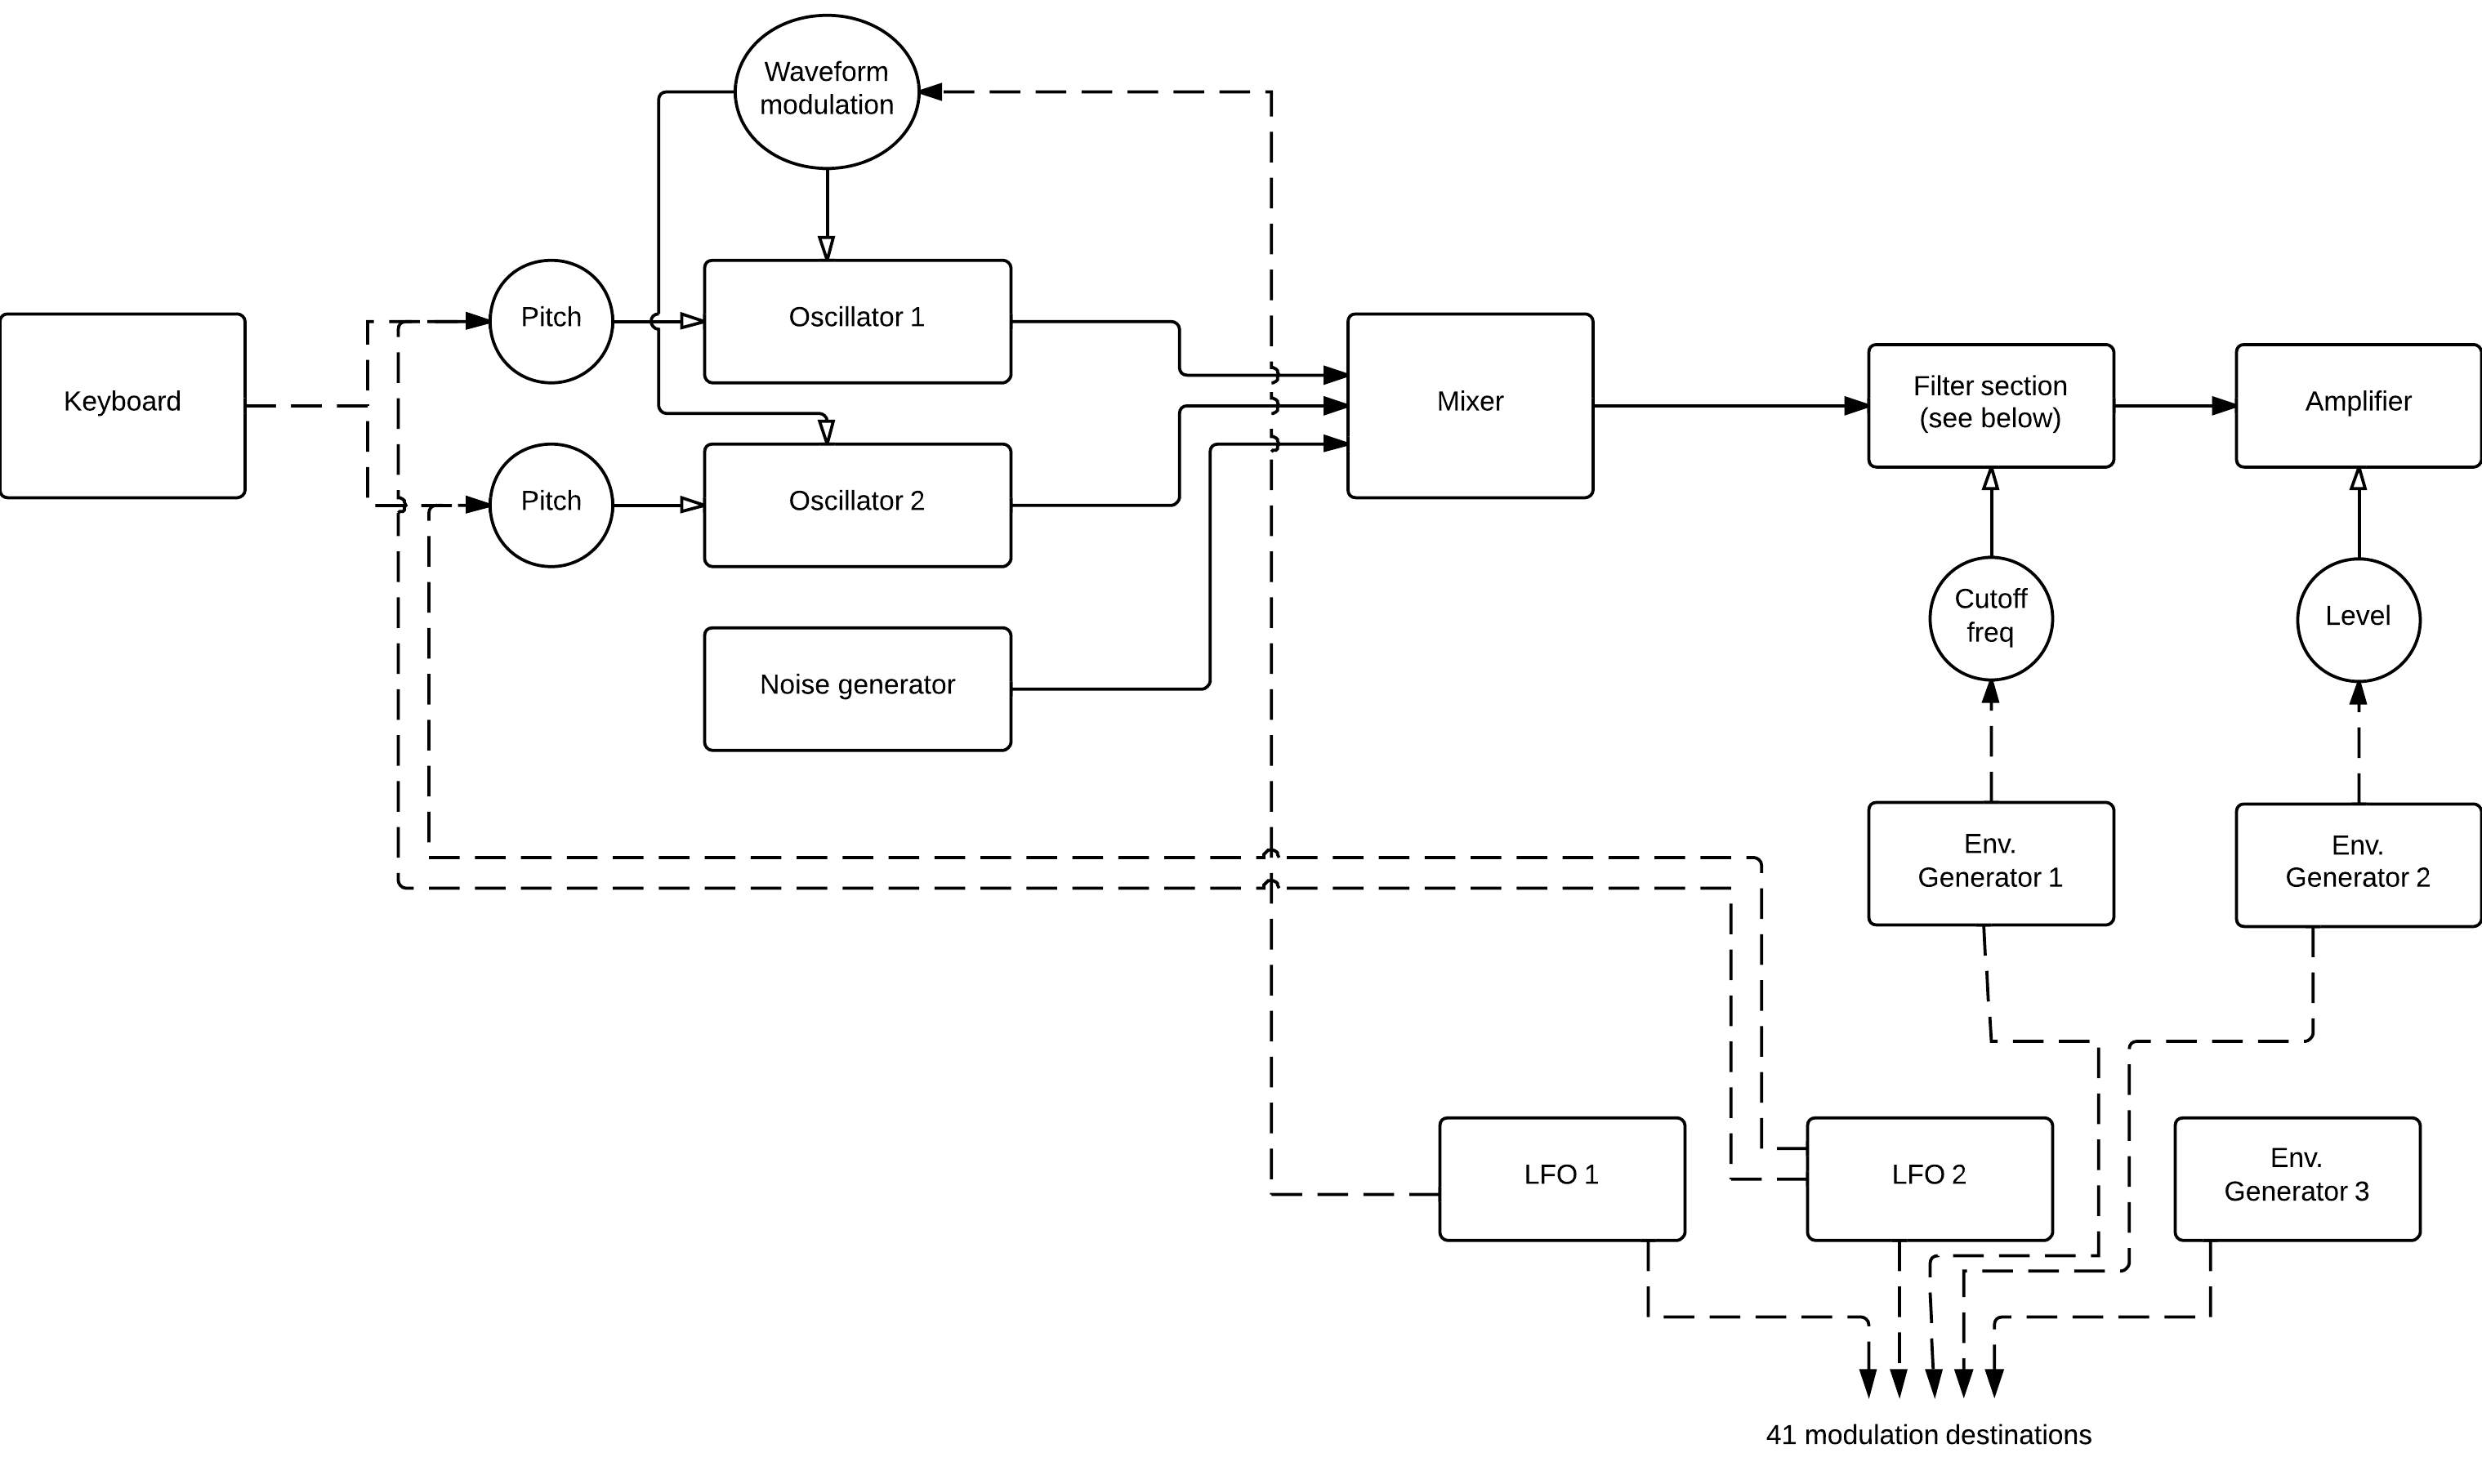 Waveform
modulation
Keyboard
Pitch
Oscillator 1
Mixer
Filter section
(see below)
Amplifier
Pitch
Oscillator 2
Noise generator
Cutoff
freq
Level
Env.
Generator 1
Env.
Generator 2
LFO 1
LFO 2
Env.
Generator 3
41 modulation destinations